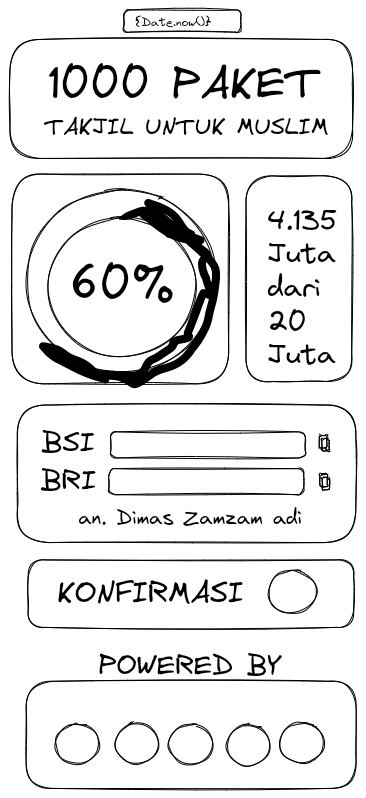 {Date.now()}
1000 PAKET
TAKJIL UNTUK MUSLIM
60%
4.135
Juta
dari
20
Juta
BSI
BRI
an. Dimas Zamzam adi
KONFIRMASI
POWERED BY